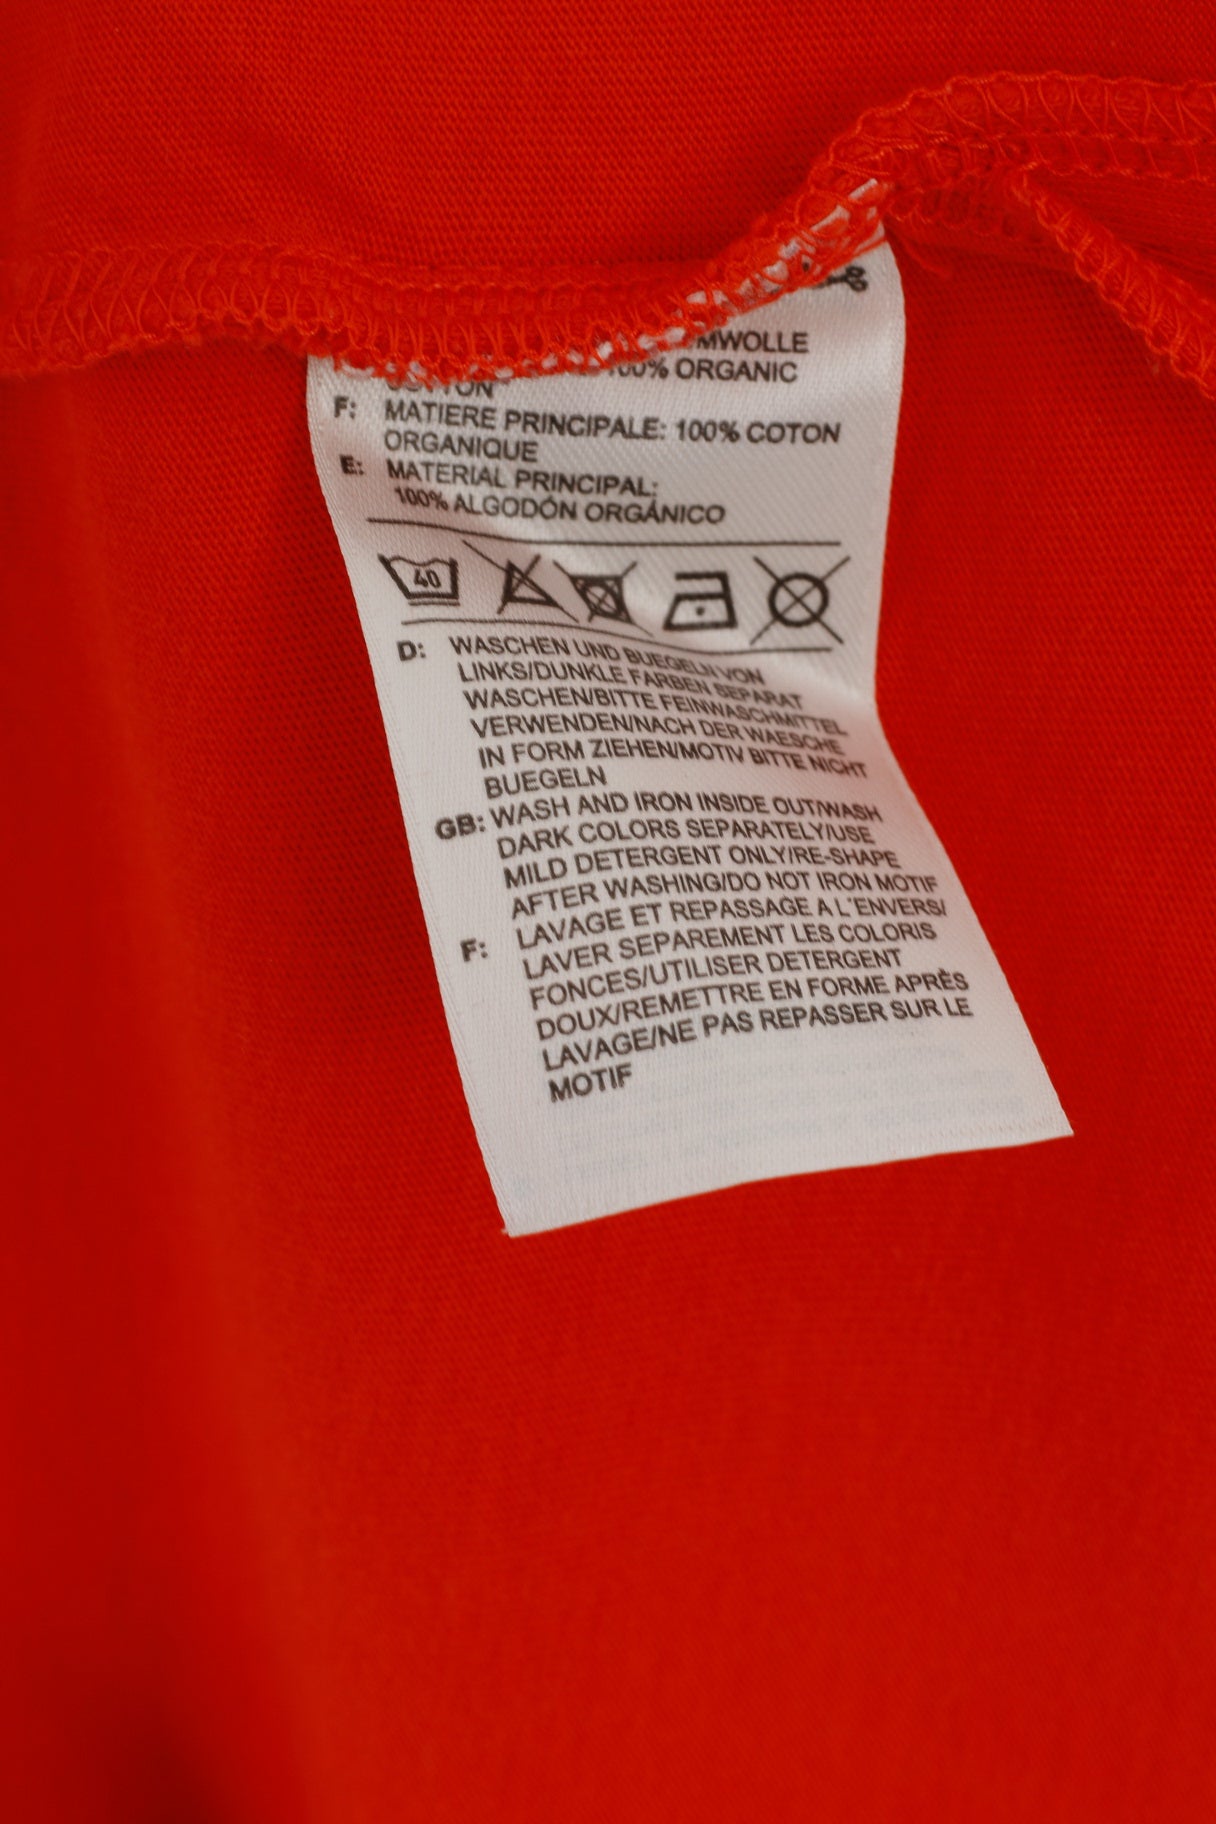 100% ORGANIC
COTTON
F: MATIERE PRINCIPALE: 100% COTON
ORGANIQUE
E: MATERIAL PRINCIPAL:
100% ALGODÓN ORGÁNICO
40
D: WASCHEN UND BUEGELN VON
LINKS/DUNKLE FARBEN SEPARAT
WASCHEN/BITTE FEINWASCHMITTEL
VERWENDEN/NACH DER WAESCHE
IN FORM ZIEHEN/MOTIV BITTE NICHT
BUEGELN
GB: WASH AND IRON INSIDE OUT/WASH
DARK COLORS SEPARATELY/USE
MILD DETERGENT ONLY/RE-SHAPE
AFTER WASHING/DO NOT IRON MOTIF
F: LAVAGE ET REPASSAGE A L'ENVERS/
LAVER SEPAREMENT LES COLORIS
FONCES/UTILISER DETERGENT
DOUX/REMETTRE EN FORME APRÈS
LAVAGE/NE PAS REPASSER SUR LE
MOTIF